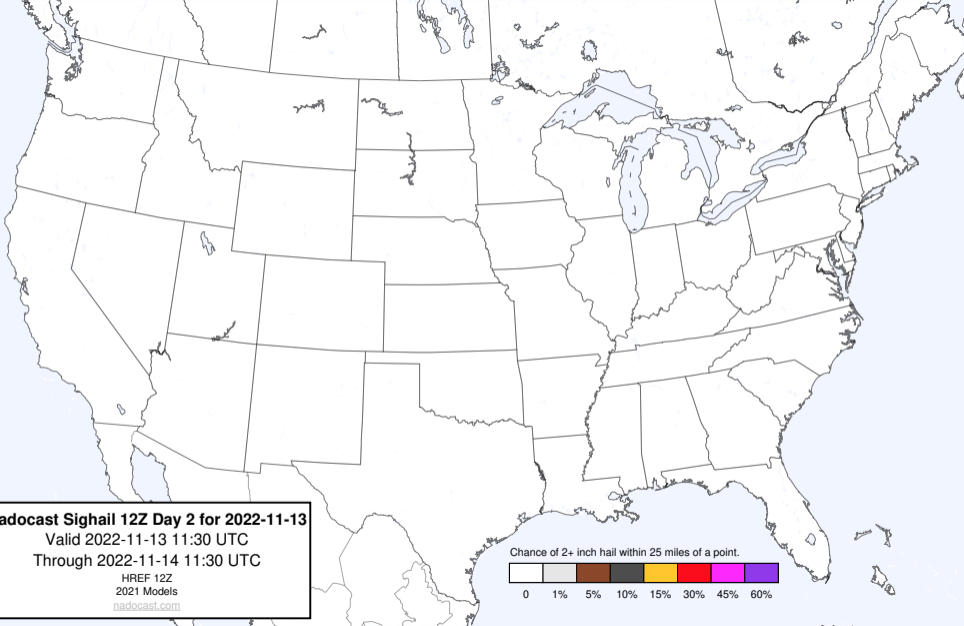 adocast Sighail 12Z Day 2 for 2022-11-13
Valid 2022-11-13 11:30 UTC
Through 2022-11-14 11:30 UTC
HREF 12Z
2021 Models
nadocast.com
Chance of 2+ inch hail within 25 miles of a point.
0 1% 5% 10% 15% 30% 45% 60%